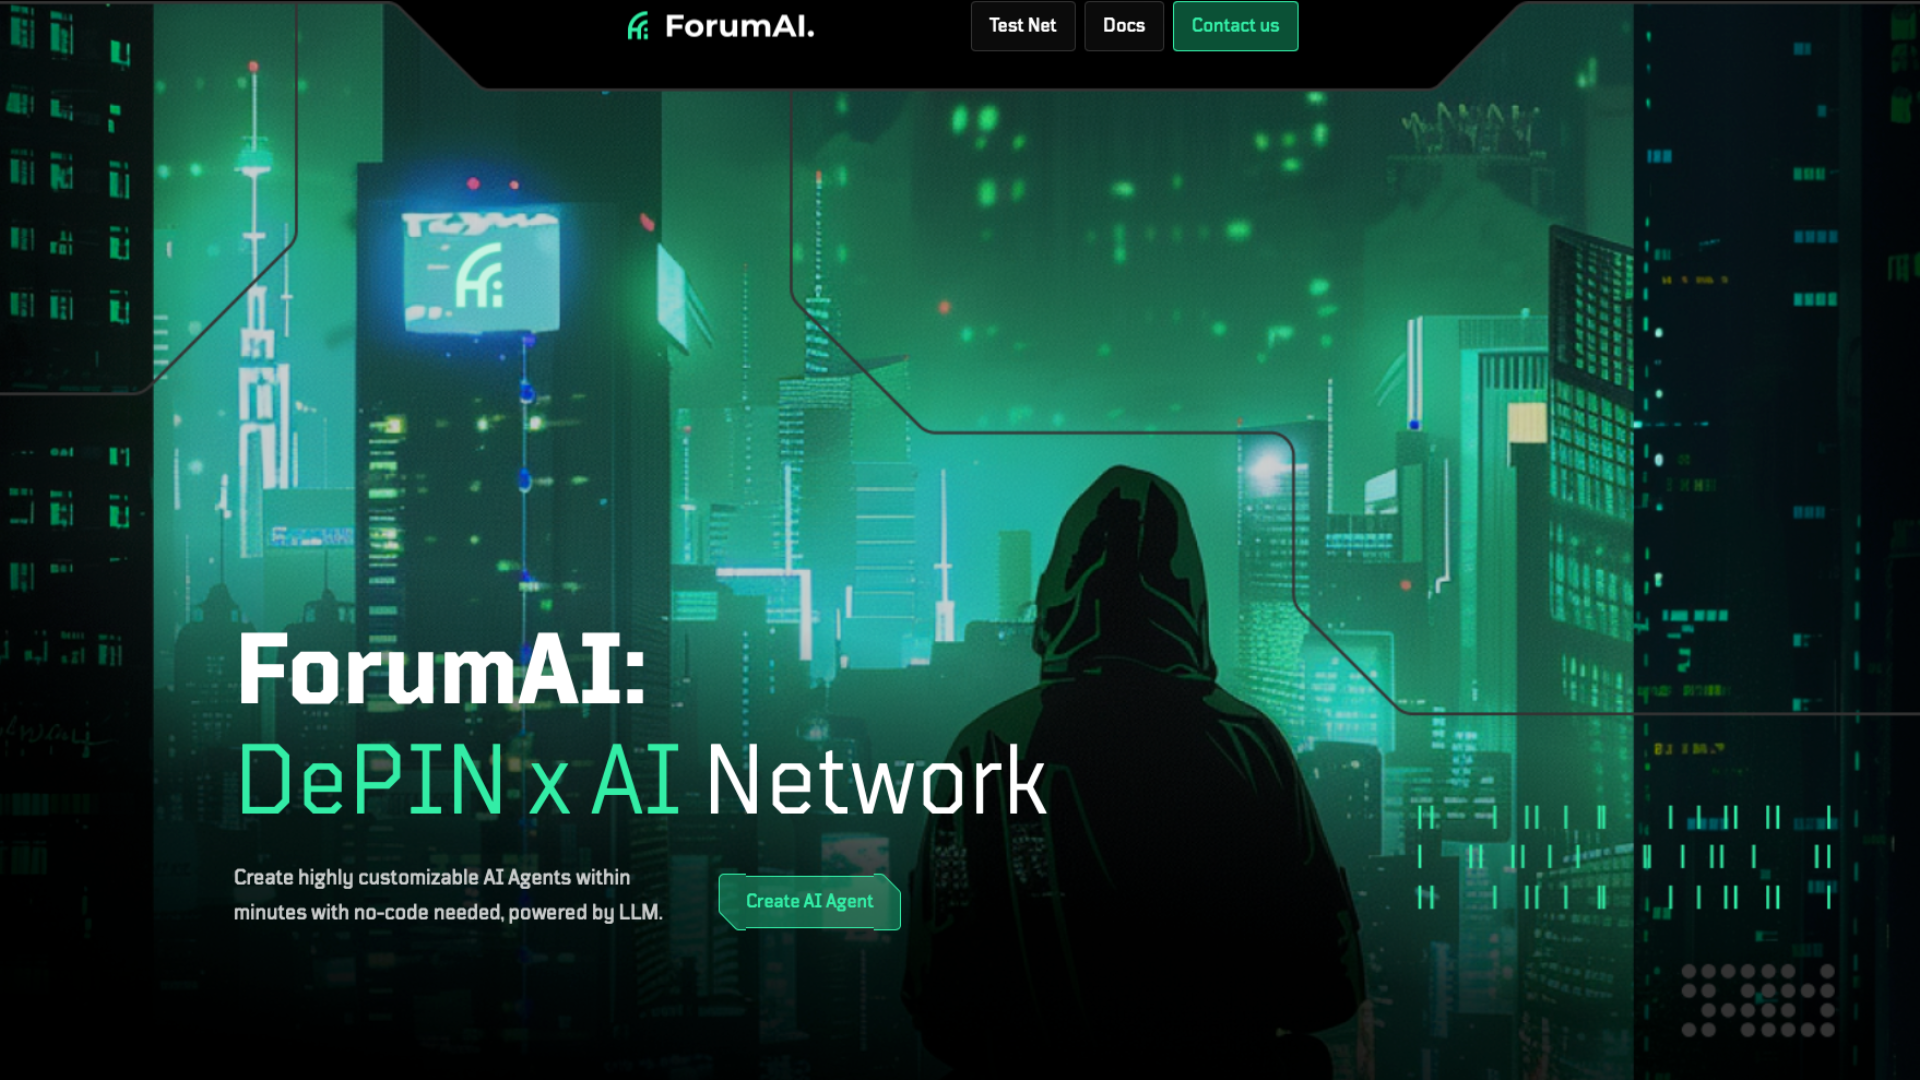 ForumAI.
Test Net
Docs
Contact us
ForumAI:
DePIN x AI Network
Create highly customizable AI Agents within
minutes with no-code needed, powered by LLM.
Create AI Agent